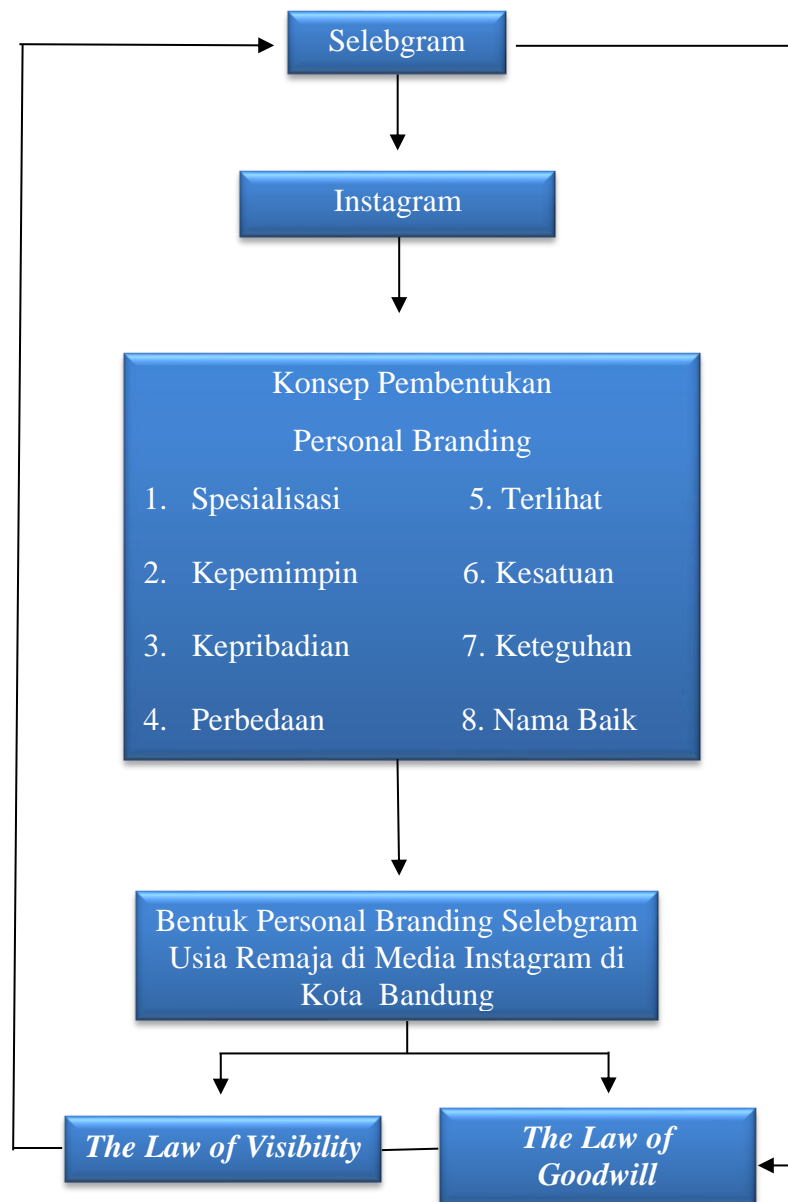 Selebgram
Instagram
Konsep Pembentukan
Personal Branding
1. Spesialisasi 5. Terlihat
2. Kepemimpin 6. Kesatuan
3. Kepribadian 7. Keteguhan
4. Perbedaan 8. Nama Baik
Bentuk Personal Branding Selebgram
Usia Remaja di Media Instagram di
Kota Bandung
The Law of Visibility
The Law of
Goodwill